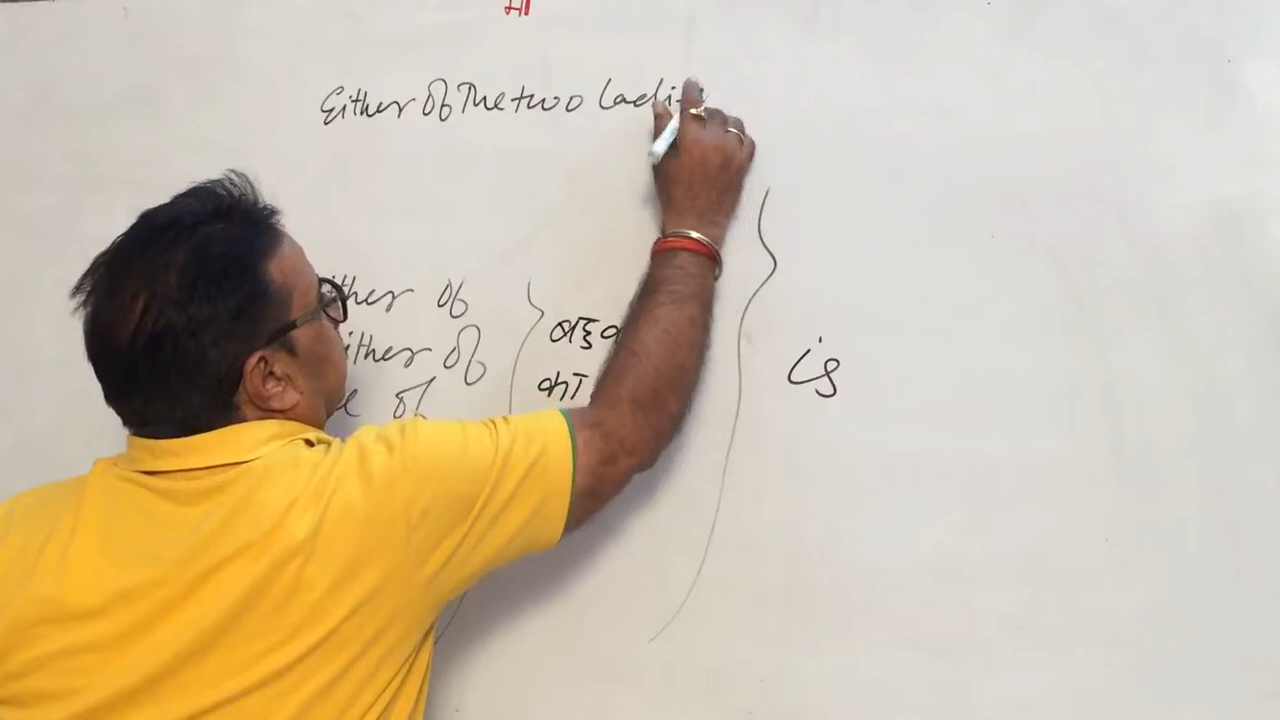 मां
Either of The two Ladi
ither of
ither of
of
is